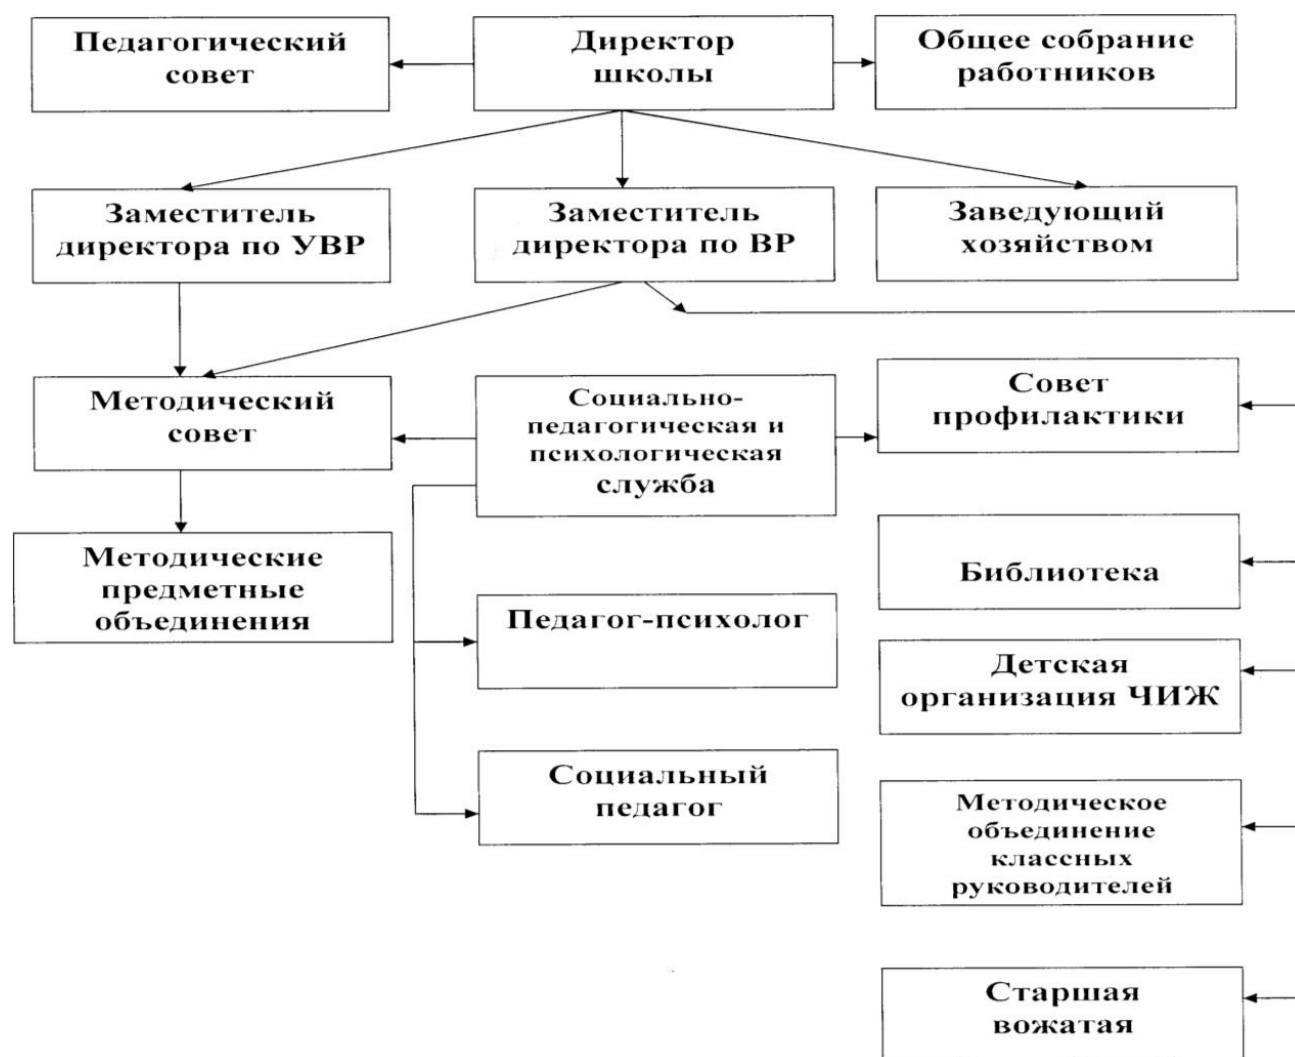 Педагогический
совет
Директор
школы
Общее собрание
работников
Заместитель
директора по УВР
Заместитель
директора по ВР
Заведующий
хозяйством
Методический
совет
Социально-
педагогическая и
психологическая
служба
Совет
профилактики
Методические
предметные
объединения
Библиотека
Педагог-психолог
Детская
организация ЧИЖ
Социальный
педагог
Методическое
объединение
классных
руководителей
Старшая
вожатая